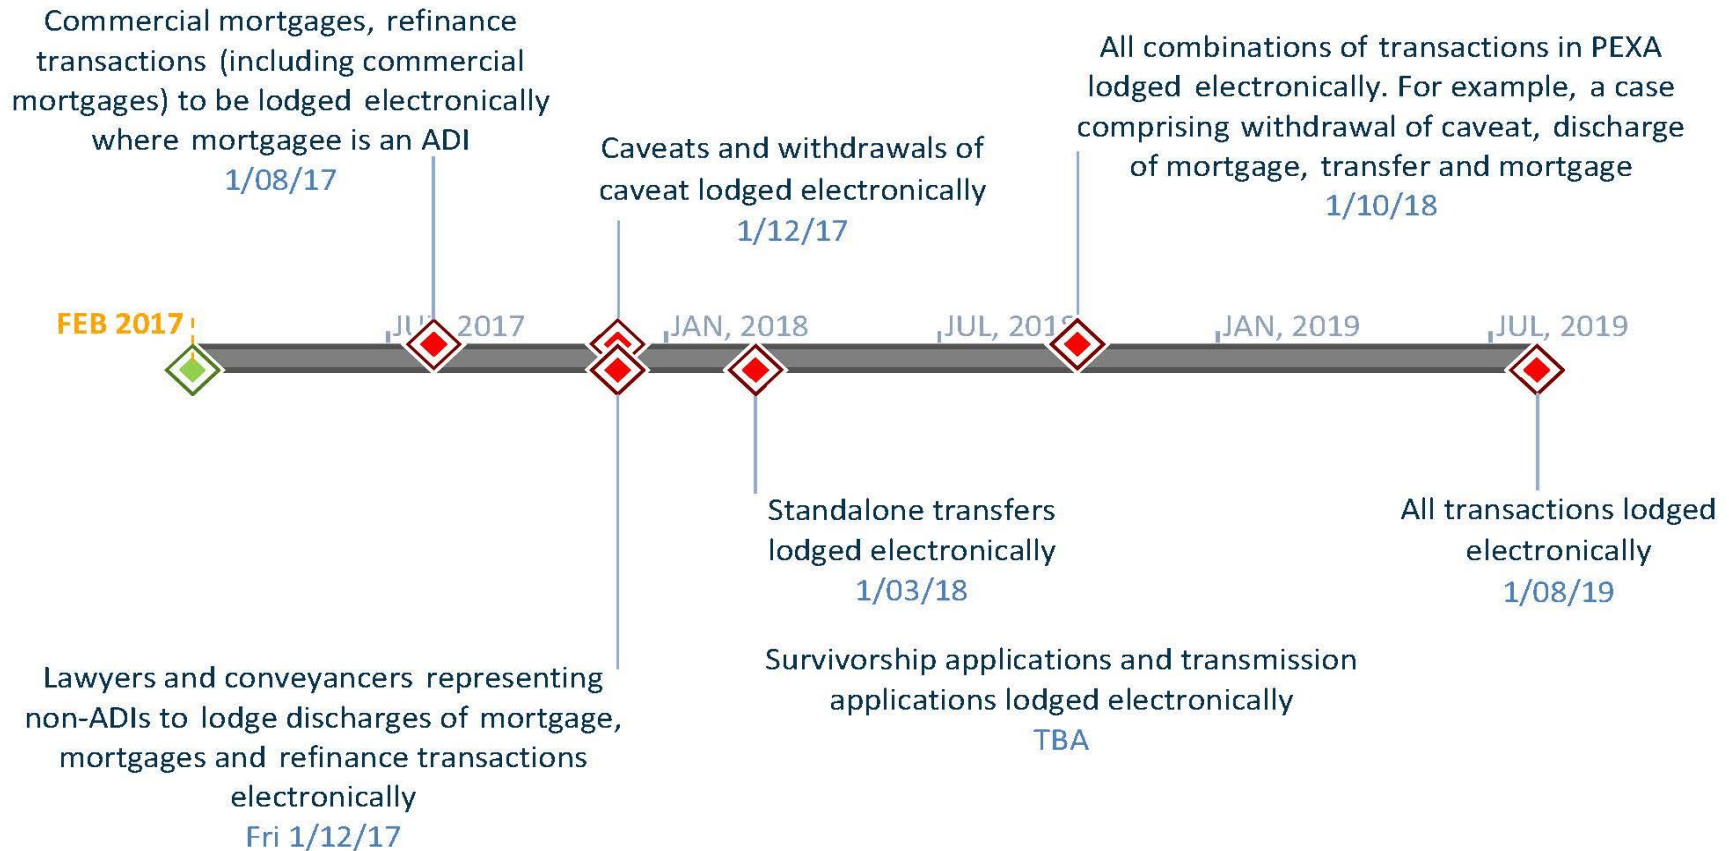 Commercial mortgages, refinance
transactions (including commercial
mortgages) to be lodged electronically
where mortgagee is an ADI
1/08/17
Caveats and withdrawals of
caveat lodged electronically
1/12/17
All combinations of transactions in PEXA
lodged electronically. For example, a case
comprising withdrawal of caveat, discharge
of mortgage, transfer and mortgage
1/10/18
FEB 2017
JUL, 2017
JAN, 2018
JUL, 2018
JAN, 2019
JUL, 2019
Lawyers and conveyancers representing
non-ADIs to lodge discharges of mortgage,
mortgages and refinance transactions
electronically
Fri 1/12/17
Standalone transfers
lodged electronically
1/03/18
Survivorship applications and transmission
applications lodged electronically
TBA
All transactions lodged
electronically
1/08/19